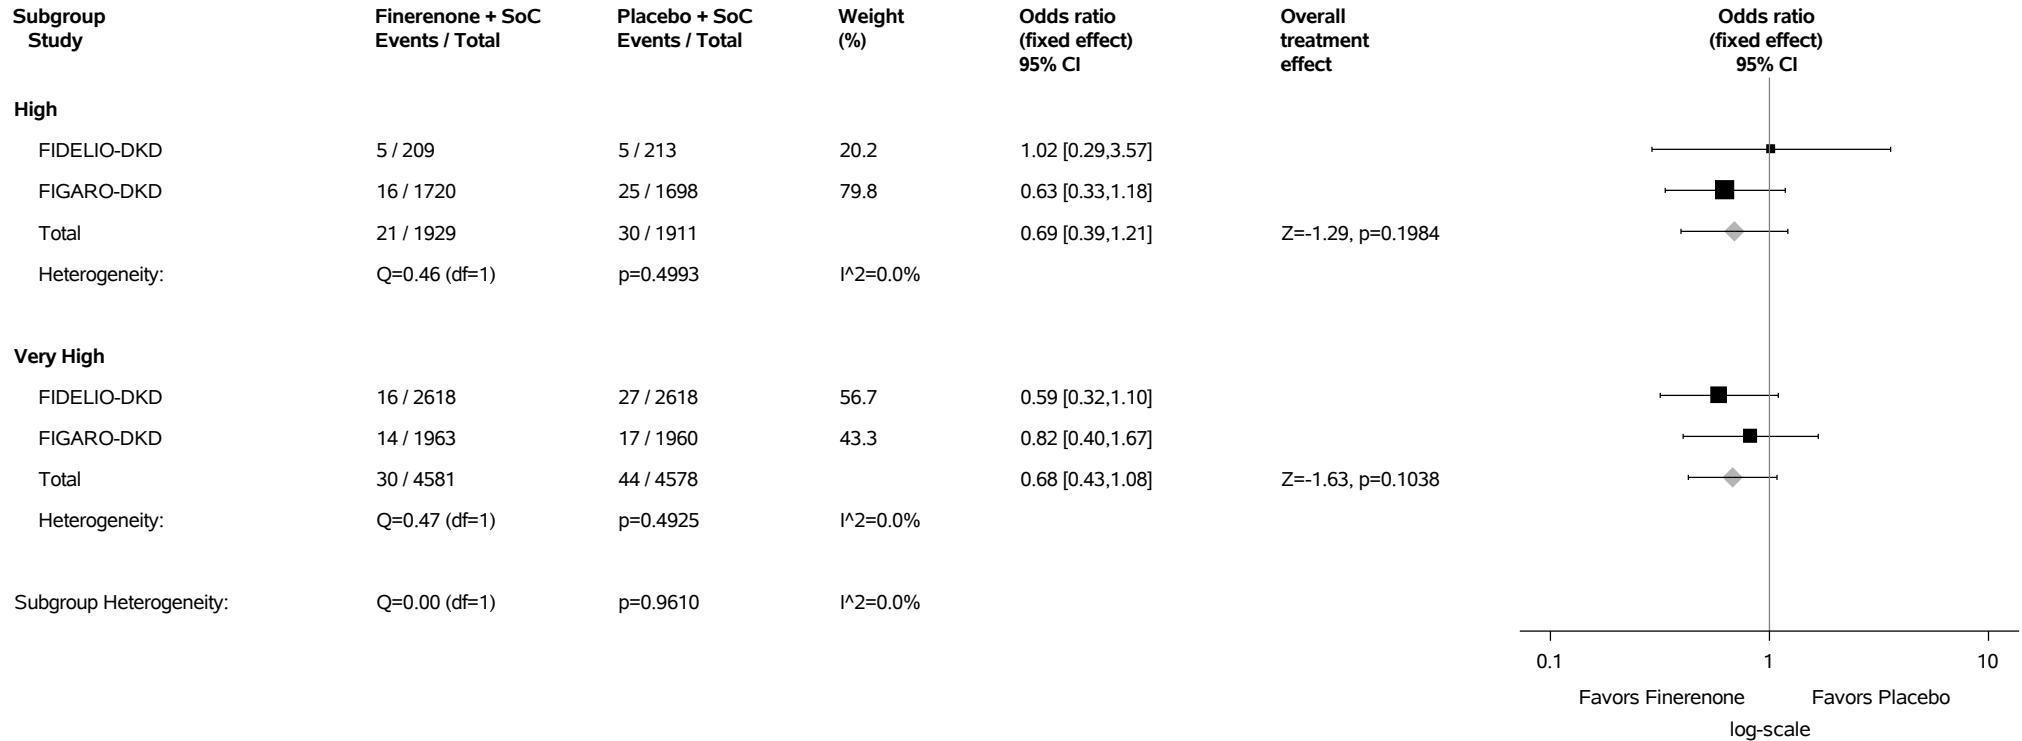 Subgroup Finerenone + SoC Placebo + SoC Weight Odds ratio Overall Odds ratio
Study Events / Total Events / Total (%) (fixed effect) treatment (fixed effect)
95% CI effect 95% CI
High
FIDELIO-DKD 5 / 209 5 / 213 20.2 1.02 [0.29,3.57]
FIGARO-DKD 16 / 1720 25 / 1698 79.8 0.63 [0.33,1.18]
Total 21 / 1929 30 / 1911 0.69 [0.39,1.21] Z=-1.29, p=0.1984
Heterogeneity: Q=0.46 (df=1) p=0.4993 I^2=0.0%
Very High
FIDELIO-DKD 16 / 2618 27 / 2618 56.7 0.59 [0.32,1.10]
FIGARO-DKD 14 / 1963 17 / 1960 43.3 0.82 [0.40,1.67]
Total 30 / 4581 44 / 4578 0.68 [0.43,1.08] Z=-1.63, p=0.1038
Heterogeneity: Q=0.47 (df=1) p=0.4925 I^2=0.0%
Subgroup Heterogeneity: Q=0.00 (df=1) p=0.9610 I^2=0.0%
0.1 1 10
Favors Finerenone Favors Placebo
log-scale